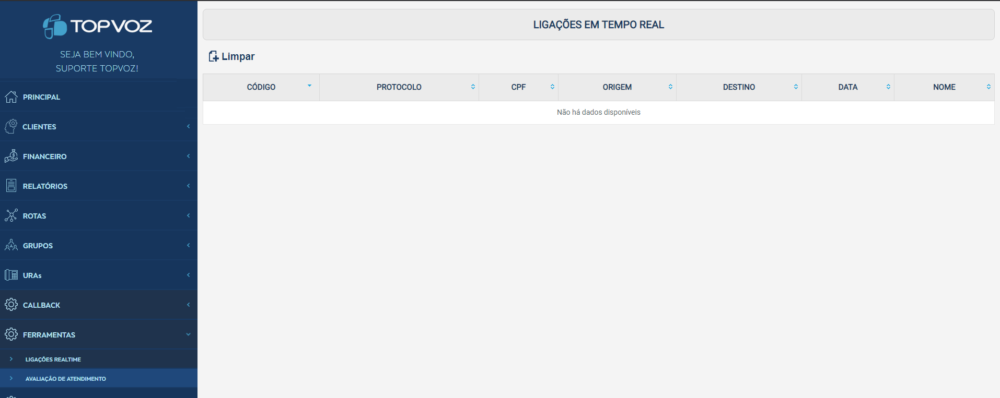 TOPVOZ
SEJA BEM VINDO,
SUPORTE TOPVOZ!
PRINCIPAL
CLIENTES
FINANCEIRO
RELATÓRIOS
ROTAS
GRUPOS
URAs
CALLBACK
FERRAMENTAS
LIGAÇÕES REALTIME
AVALIAÇÃO DE ATENDIMENTO
LIGAÇÕES EM TEMPO REAL
Limpar
CÓDIGO PROTOCOLO CPF ORIGEM DESTINO DATA NOME
Não há dados disponíveis